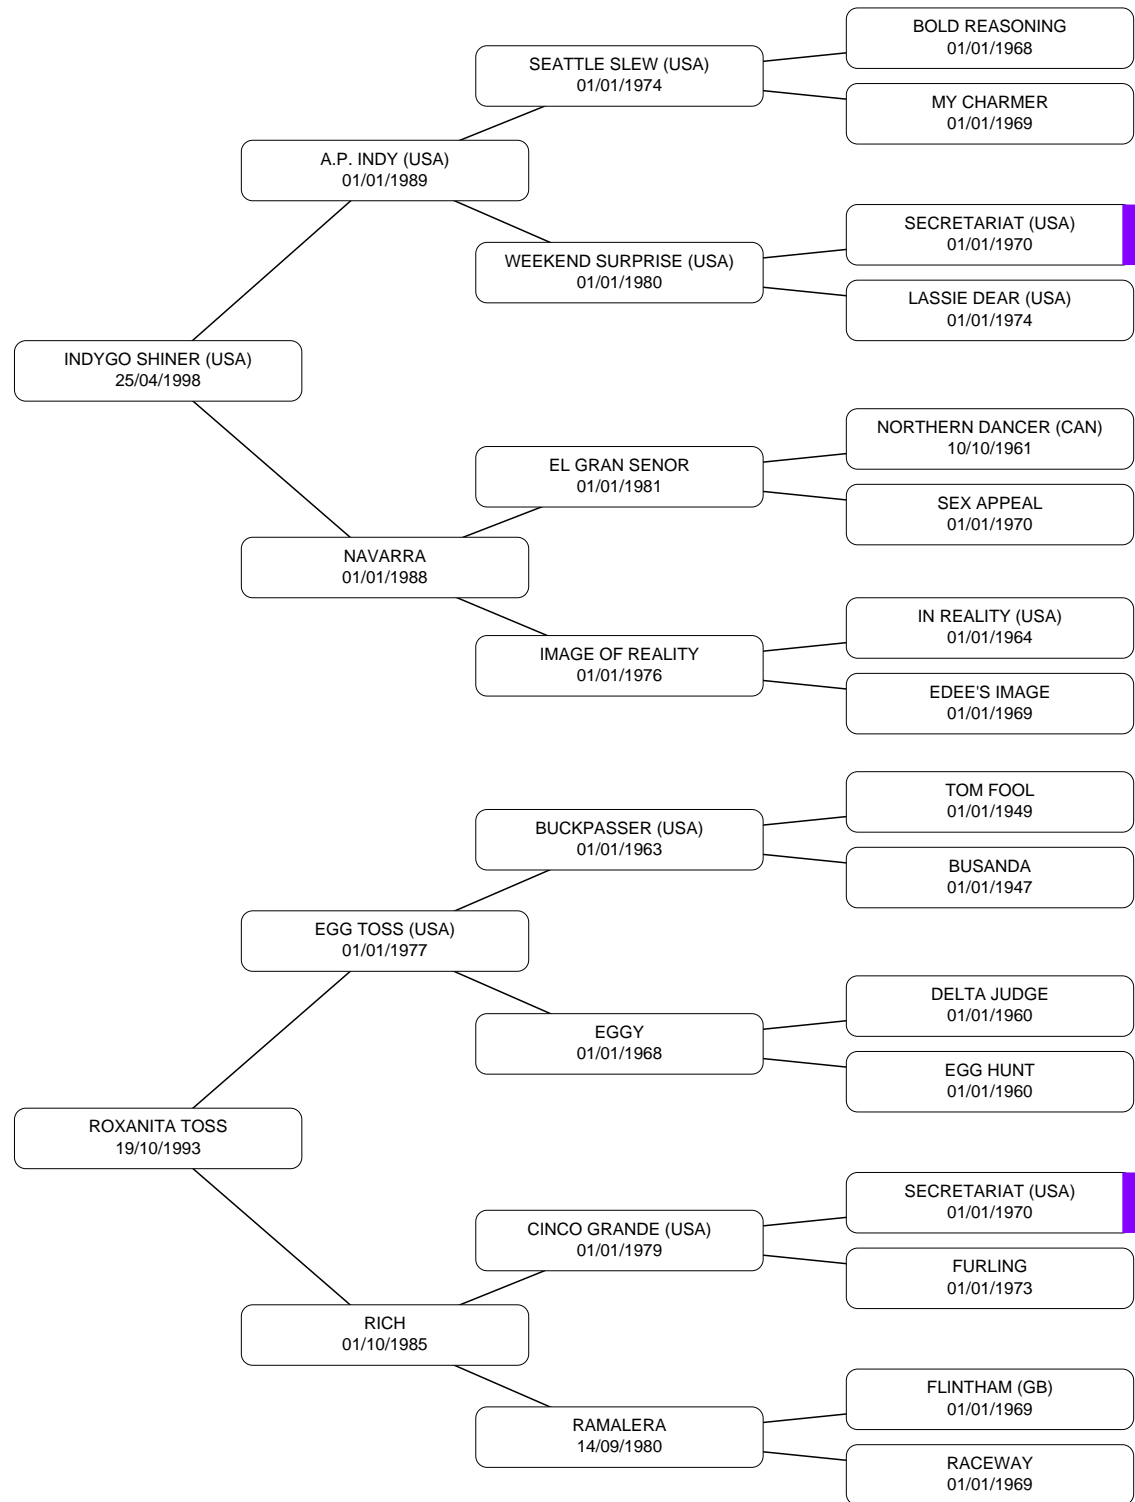 BOLD REASONING
01/01/1968
SEATTLE SLEW (USA)
01/01/1974
MY CHARMER
01/01/1969
A.P. INDY (USA)
01/01/1989
SECRETARIAT (USA)
01/01/1970
WEEKEND SURPRISE (USA)
01/01/1980
LASSIE DEAR (USA)
01/01/1974
INDYGO SHINER (USA)
25/04/1998
NORTHERN DANCER (CAN)
10/10/1961
EL GRAN SENOR
01/01/1981
SEX APPEAL
01/01/1970
NAVARRA
01/01/1988
IN REALITY (USA)
01/01/1964
IMAGE OF REALITY
01/01/1976
EDEE'S IMAGE
01/01/1969
TOM FOOL
01/01/1949
BUCKPASSER (USA)
01/01/1963
BUSANDA
01/01/1947
EGG TOSS (USA)
01/01/1977
DELTA JUDGE
01/01/1960
EGGY
01/01/1968
EGG HUNT
01/01/1960
ROXANITA TOSS
19/10/1993
SECRETARIAT (USA)
01/01/1970
CINCO GRANDE (USA)
01/01/1979
FURLING
01/01/1973
RICH
01/10/1985
FLINTHAM (GB)
01/01/1969
RAMALERA
14/09/1980
RACEWAY
01/01/1969